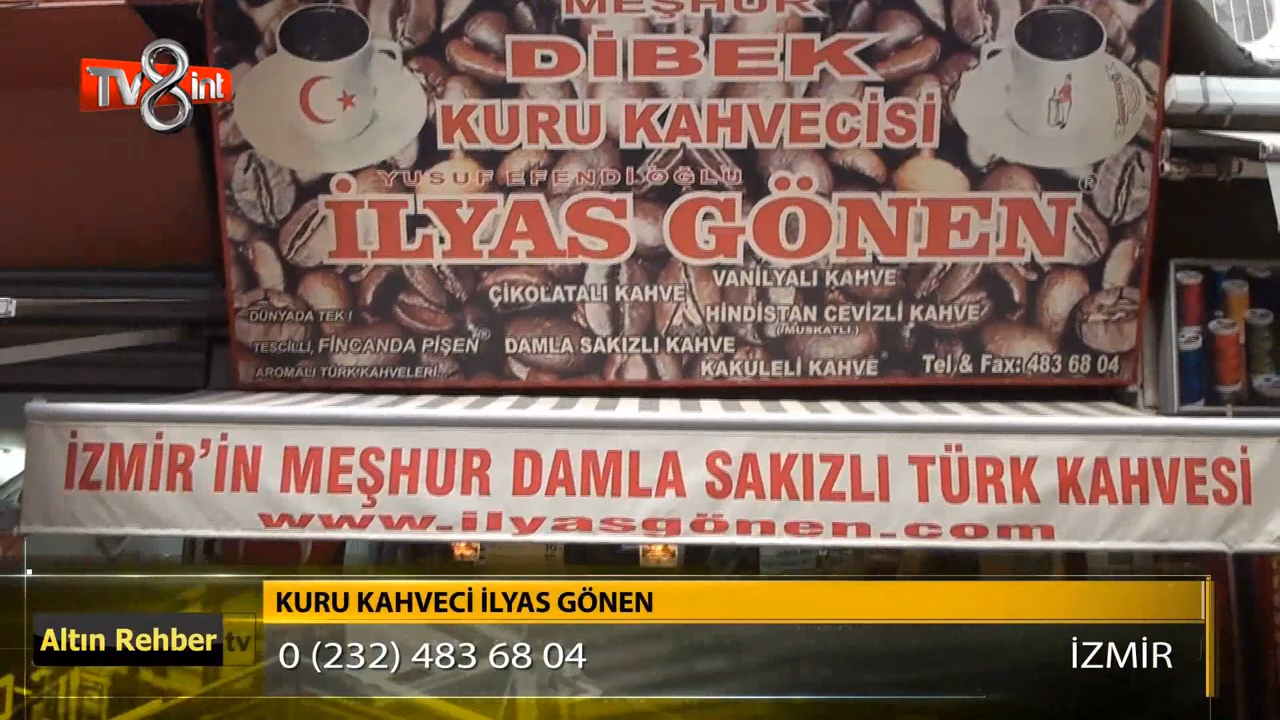 TV8int
MEŞHUR
DİBEK
KURU KAHVECİSİ
YUSUF EFENDİ OĞLU
İLYAS GÖNEN®
VANİLYALI KAHVE
ÇİKOLATALI KAHVE
HİNDİSTAN CEVİZLİ KAHVE
(MUSKATLI)
DÜNYADA TEK !
TESCİLLİ, FİNCANDA PİŞEN®
DAMLA SAKIZLI KAHVE
AROMALI TÜRK KAHVELERİ...
KAKULELİ KAHVE
Tel & Fax: 483 68 04
İZMİR'İN MEŞHUR DAMLA SAKIZLI TÜRK KAHVESİ
www.ilyasgönen.com
KURU KAHVECİ İLYAS GÖNEN
Altın Rehber tv
0 (232) 483 68 04
İZMİR